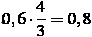 0,6 · 4/3 = 0,8